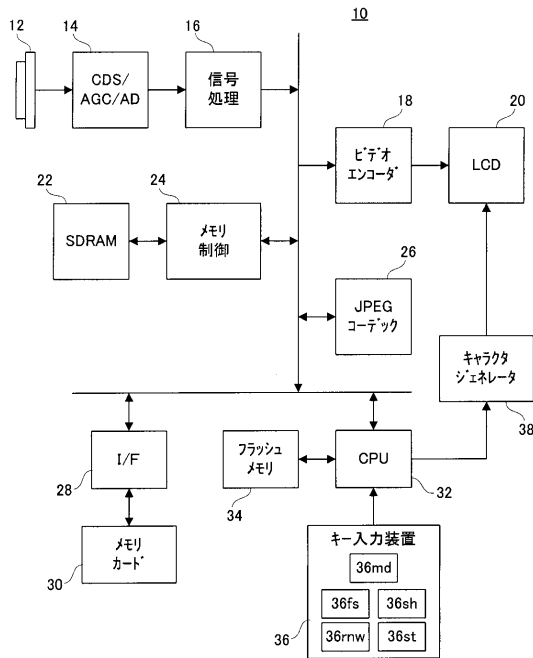 10
12
14
16
CDS/
AGC/AD
信号
処理
18
20
ビデオ
エンコーダ
LCD
22
24
SDRAM
メモリ
制御
26
JPEG
コーデック
キャラクタ
ジェネレータ
38
I/F
28
フラッシュ
メモリ
34
CPU
32
メモリ
カード
30
キー入力装置
36md
36fs
36sh
36rnw
36st
36